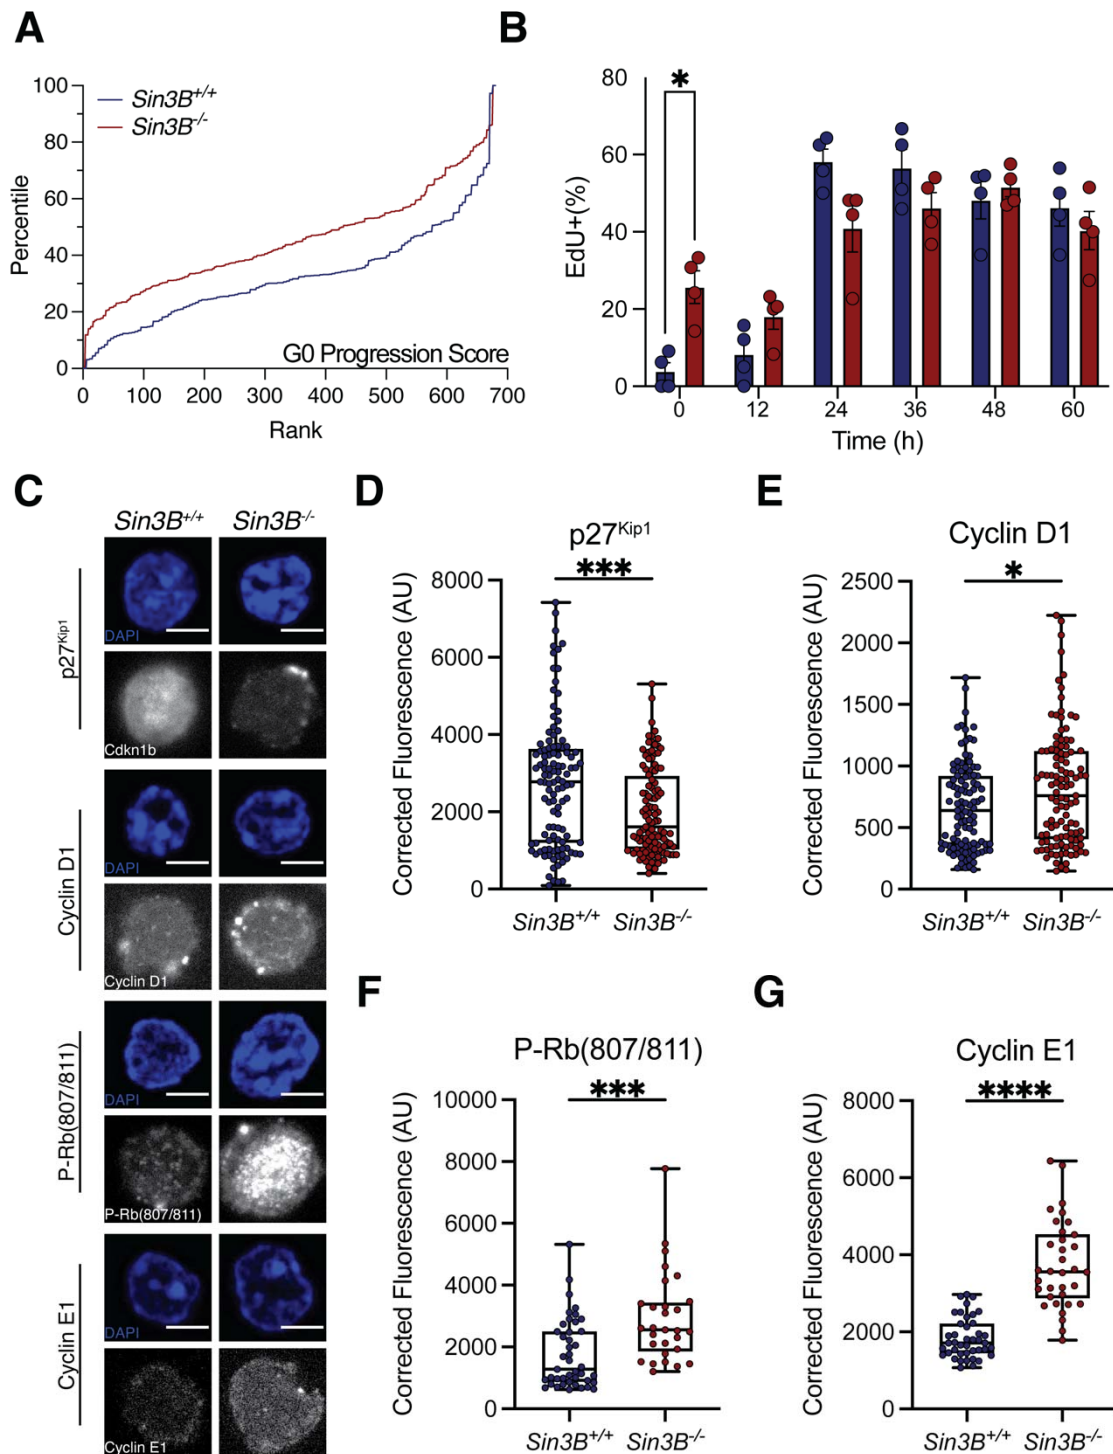 A
Sin3B+/+
Sin3B-/-
100
80
60
40
20
0
Percentile
G0 Progression Score
0 100 200 300 400 500 600 700
Rank
B
*
80
60
40
20
0
EdU+(%)
0 12 24 36 48 60
Time (h)
C
Sin3B+/+ Sin3B-/-
p27Kip1
DAPI
Cdkn1b
Cyclin D1
DAPI
Cyclin D1
P-Rb(807/811)
DAPI
P-Rb(807/811)
Cyclin E1
DAPI
Cyclin E1
D
p27Kip1
***
8000
6000
4000
2000
0
Corrected Fluorescence (AU)
Sin3B+/+ Sin3B-/-
E
Cyclin D1
*
2500
2000
1500
1000
500
0
Corrected Fluorescence (AU)
Sin3B+/+ Sin3B-/-
F
P-Rb(807/811)
***
10000
8000
6000
4000
2000
0
Corrected Fluorescence (AU)
Sin3B+/+ Sin3B-/-
G
Cyclin E1
****
8000
6000
4000
2000
0
Corrected Fluorescence (AU)
Sin3B+/+ Sin3B-/-